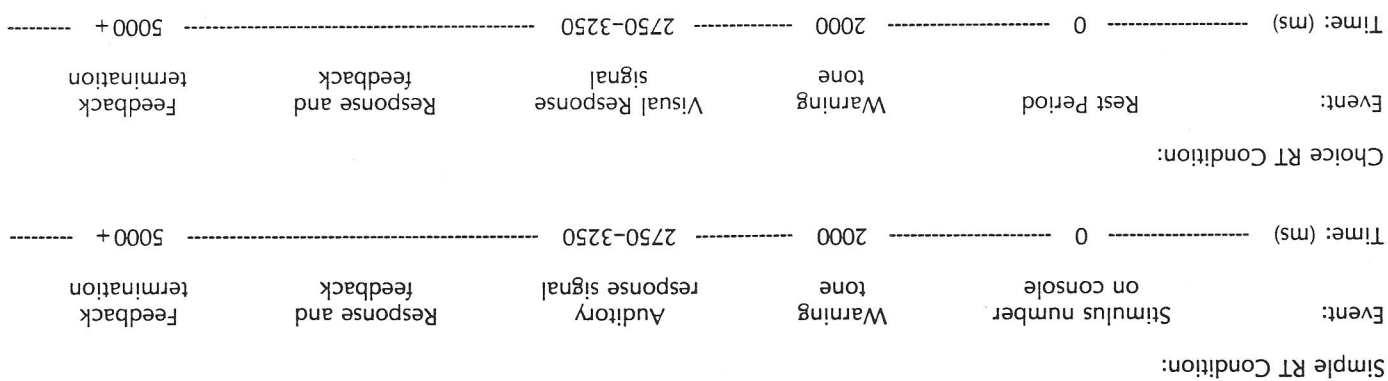 Simple RT Condition:
Event: Stimulus number on console Warning tone Auditory response signal Response and feedback Feedback termination
Time: (ms) ---------------- 0 ------------------ 2000 ----------- 2750-3250 --------------------------------------- 5000+ ---------
Choice RT Condition:
Event: Rest Period Warning tone Visual Response signal Response and feedback Feedback termination
Time: (ms) ---------------- 0 ------------------ 2000 ----------- 2750-3250 --------------------------------------- 5000+ ---------